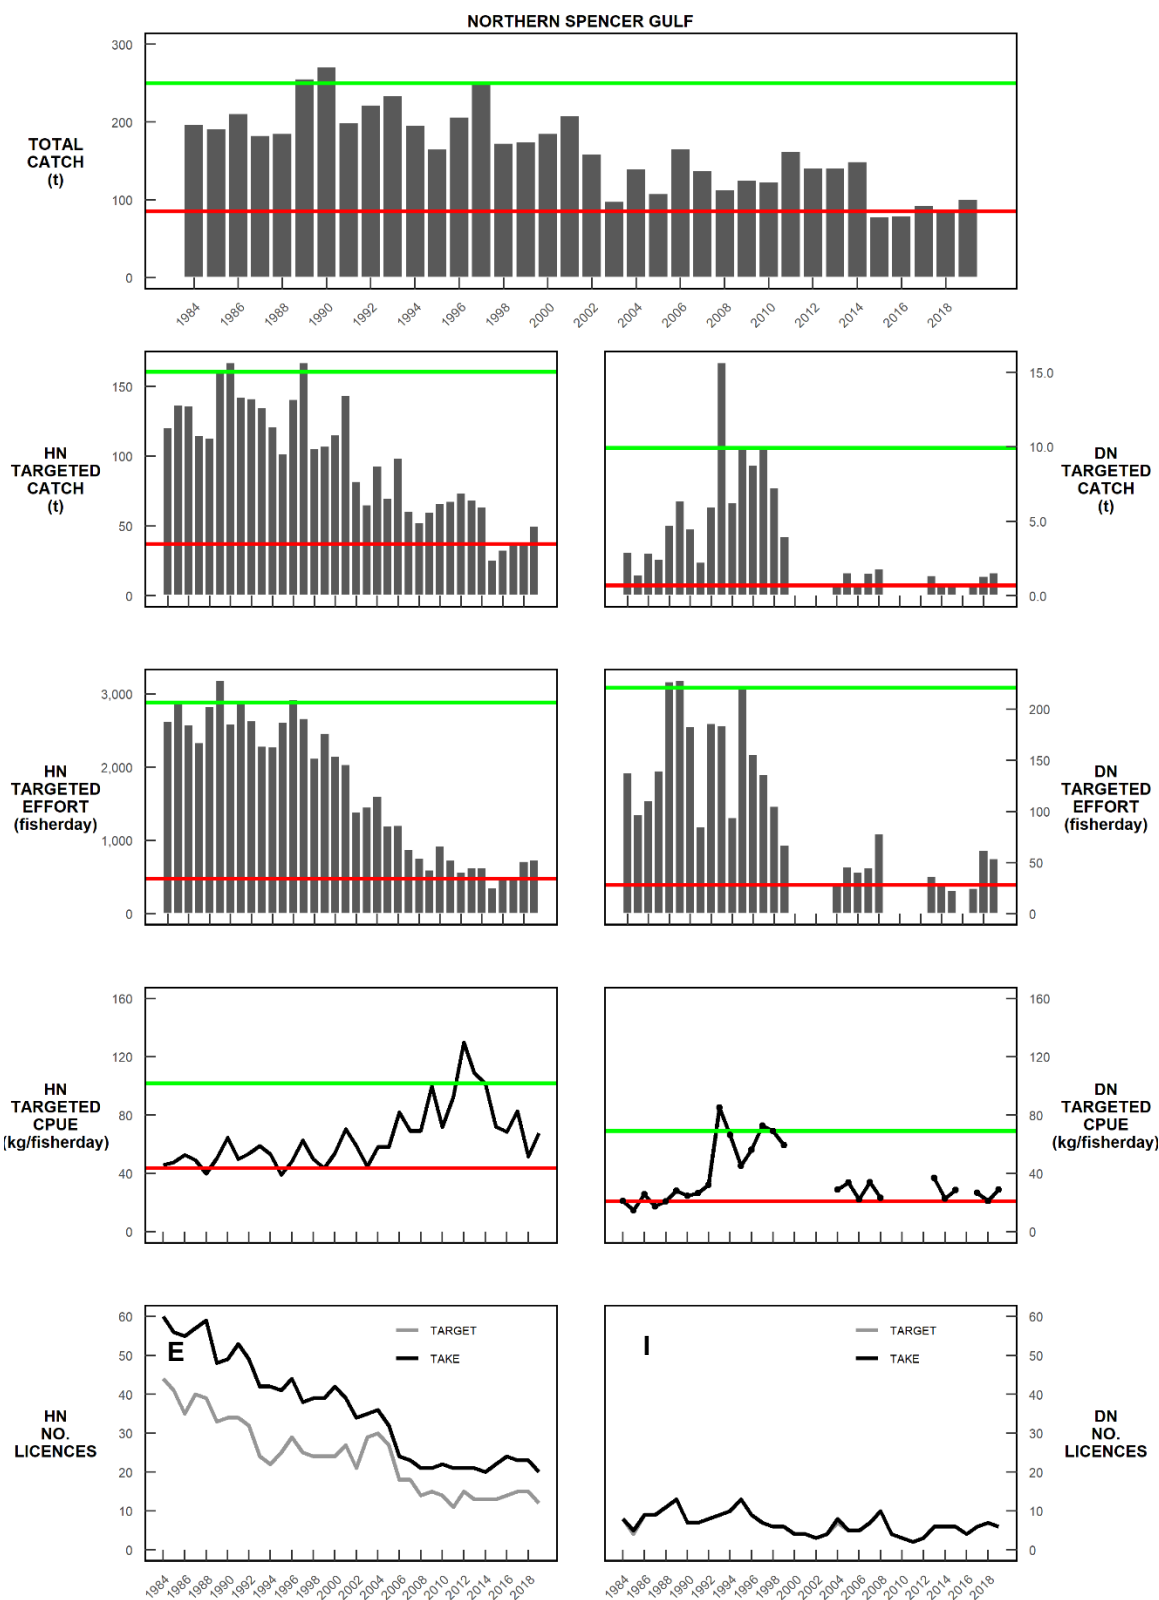 NORTHERN SPENCER GULF
TOTAL
CATCH
(t)
300
200
100
0
1984
1986
1988
1990
1992
1994
1996
1998
2000
2002
2004
2006
2008
2010
2012
2014
2016
2018
HN
TARGETED
CATCH
(t)
150
100
50
0
15.0
10.0
5.0
0.0
DN
TARGETED
CATCH
(t)
HN
TARGETED
EFFORT
(fisherday)
3,000
2,000
1,000
0
200
150
100
50
0
DN
TARGETED
EFFORT
(fisherday)
HN
TARGETED
CPUE
(kg/fisherday)
160
120
80
40
0
160
120
80
40
0
DN
TARGETED
CPUE
(kg/fisherday)
HN
NO.
LICENCES
60
50
40
30
20
10
0
E
TARGET
TAKE
1984
1986
1988
1990
1992
1994
1996
1998
2000
2002
2004
2006
2008
2010
2012
2014
2016
2018
I
TARGET
TAKE
60
50
40
30
20
10
0
DN
NO.
LICENCES
1984
1986
1988
1990
1992
1994
1996
1998
2000
2002
2004
2006
2008
2010
2012
2014
2016
2018